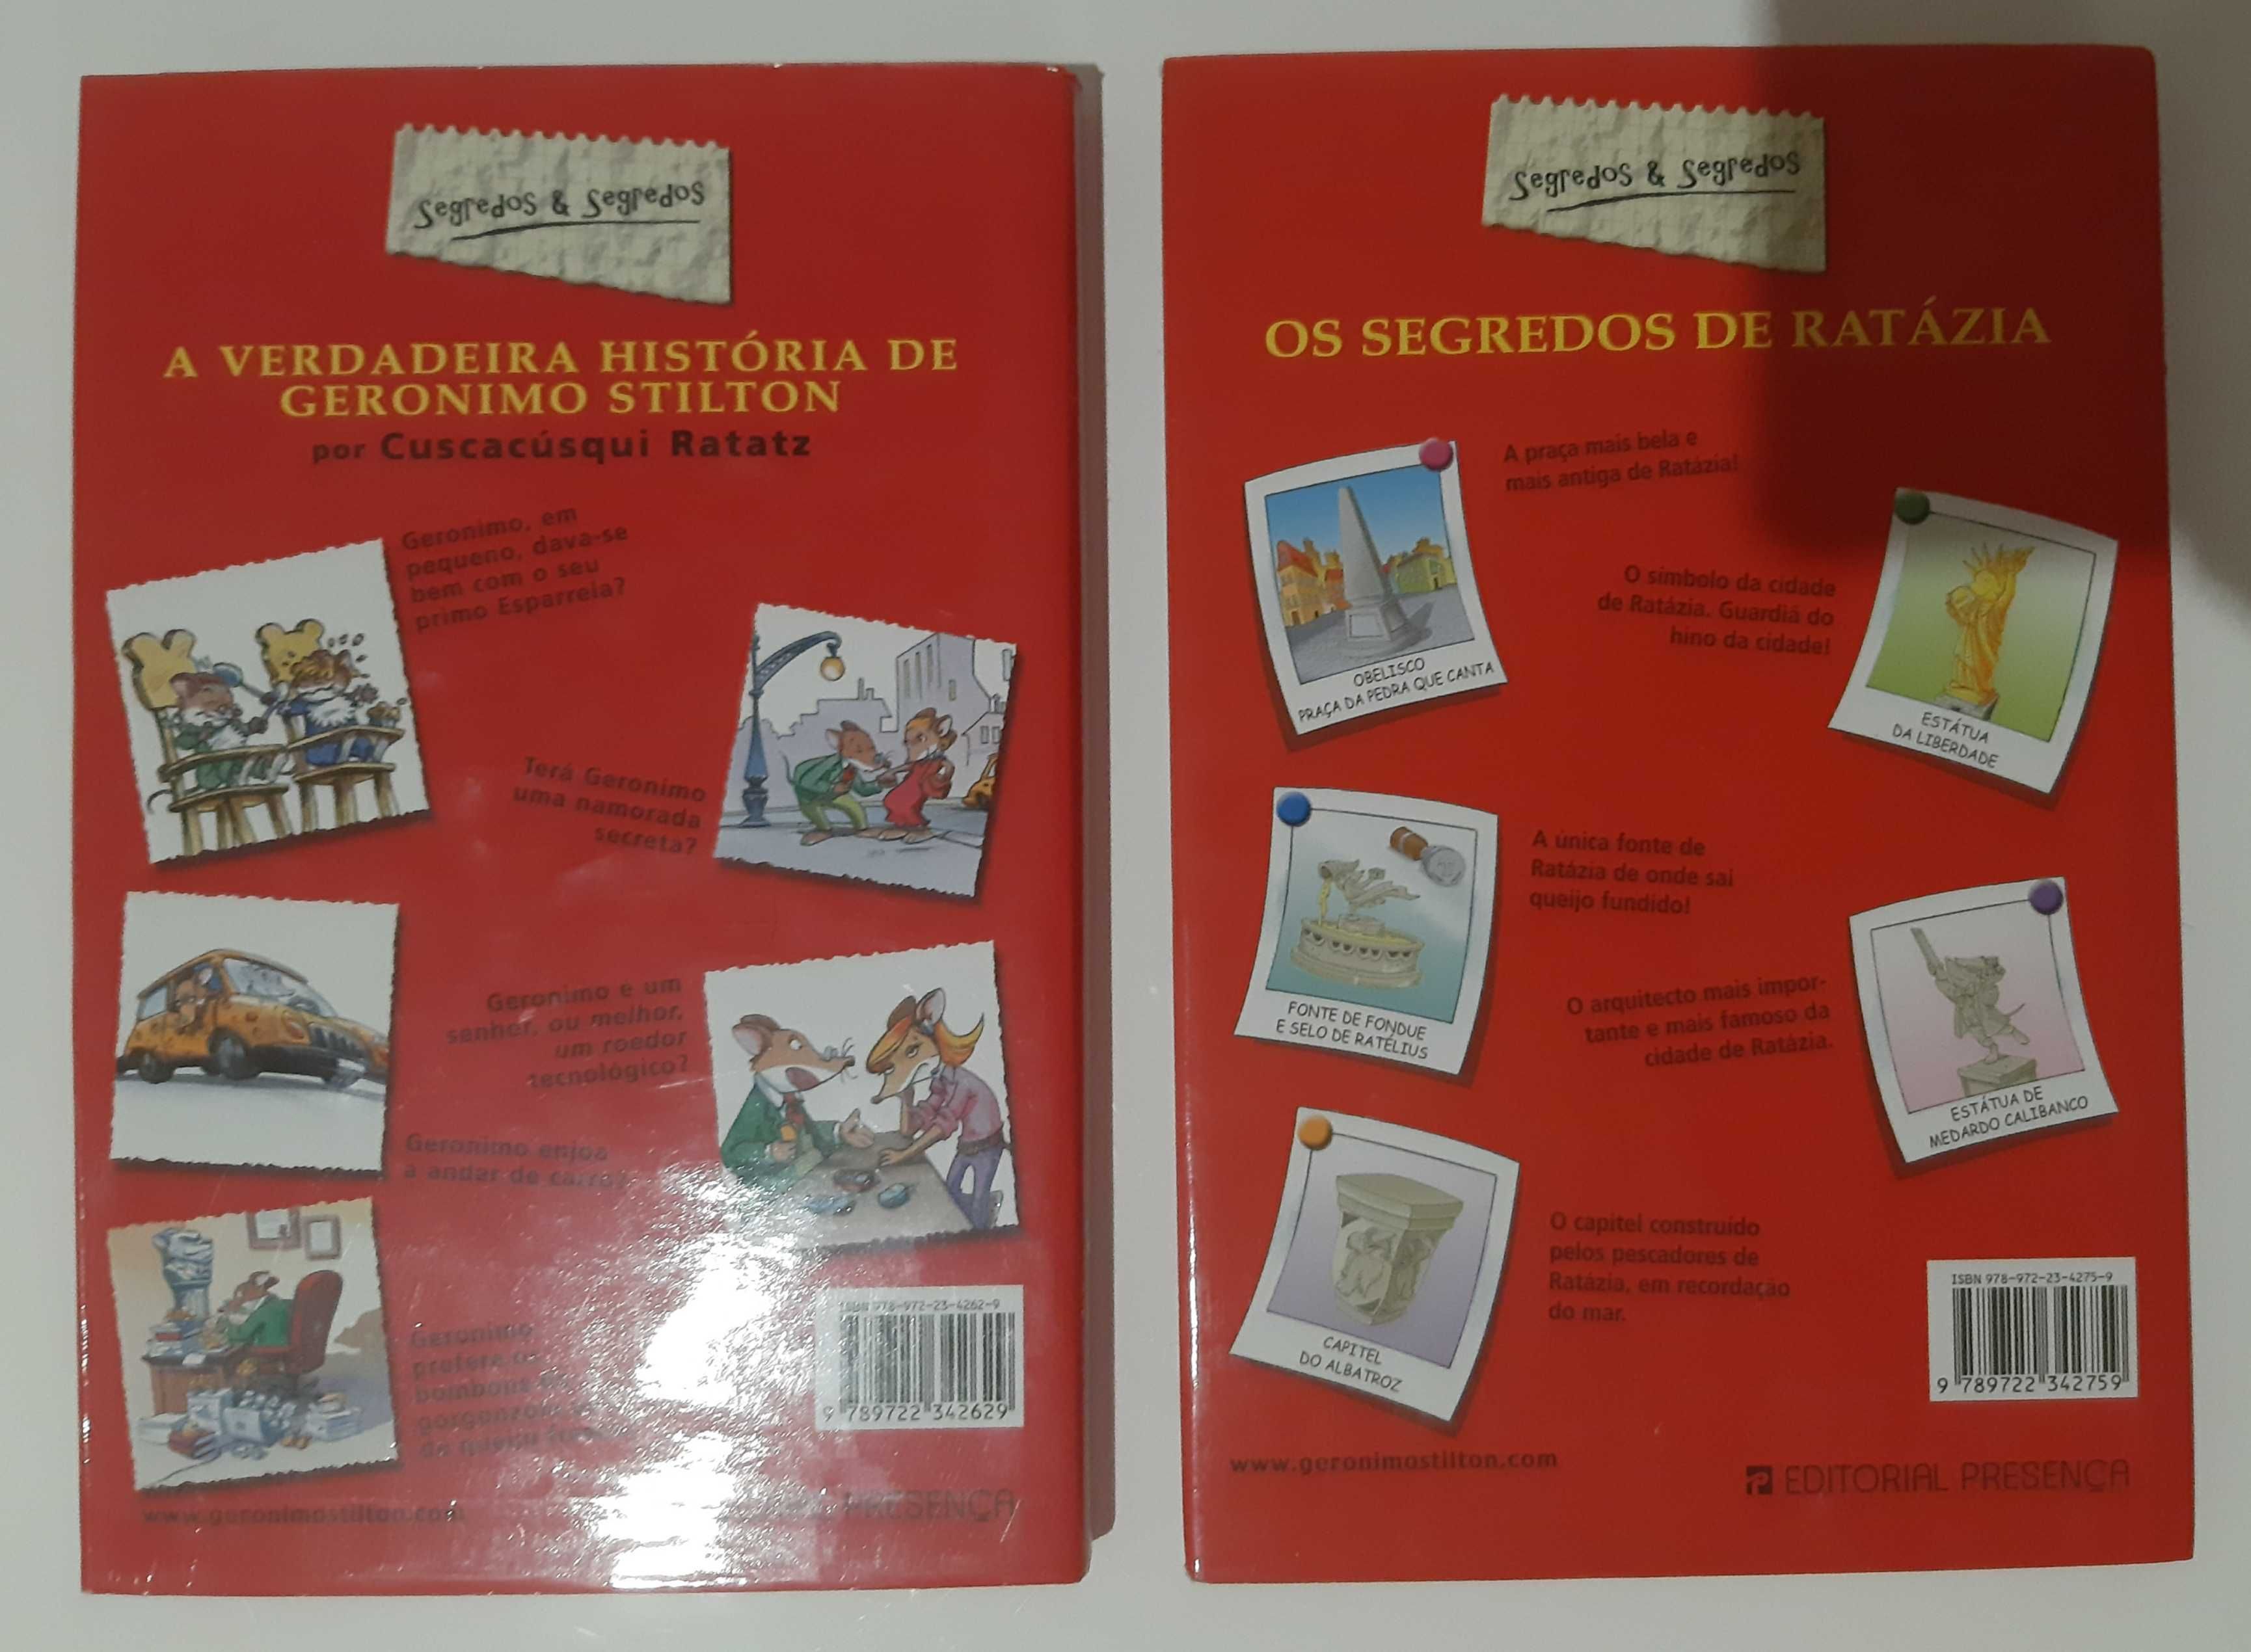 Segredos & Segredos
A VERDADEIRA HISTÓRIA DE
GERONIMO STILTON
por Cuscacúsqui Ratatz
Geronimo, em
pequeno, dava-se
bem com o seu
primo Esparrela?
Terá Geronimo
uma namorada
secreta?
Geronimo é um
senhor, ou melhor,
um roedor
tecnológico?
Geronimo enjoa
a andar de carro?
Geronimo
prefere os
bombons
de queijo
ISBN 978-972-23-4262-9
9 789722 342629
www.geronimostilton.com
PRESENÇA
Segredos & Segredos
OS SEGREDOS DE RATÁZIA
A praça mais bela e
mais antiga de Ratázia!
OBELISCO
PRAÇA DA PEDRA QUE CANTA
O símbolo da cidade
de Ratázia. Guardiã do
hino da cidade!
ESTÁTUA
DA LIBERDADE
A única fonte de
Ratázia de onde sai
queijo fundido!
FONTE DE FONDUE
E SELO DE RATÉLIUS
O arquitecto mais impor-
tante e mais famoso da
cidade de Ratázia.
ESTÁTUA DE
MEDARDO CALIBANCO
O capitel construído
pelos pescadores de
Ratázia, em recordação
do mar.
CAPITEL
DO ALBATROZ
ISBN 978-972-23-4275-9
9 789722 342759
www.geronimostilton.com
EDITORIAL PRESENÇA